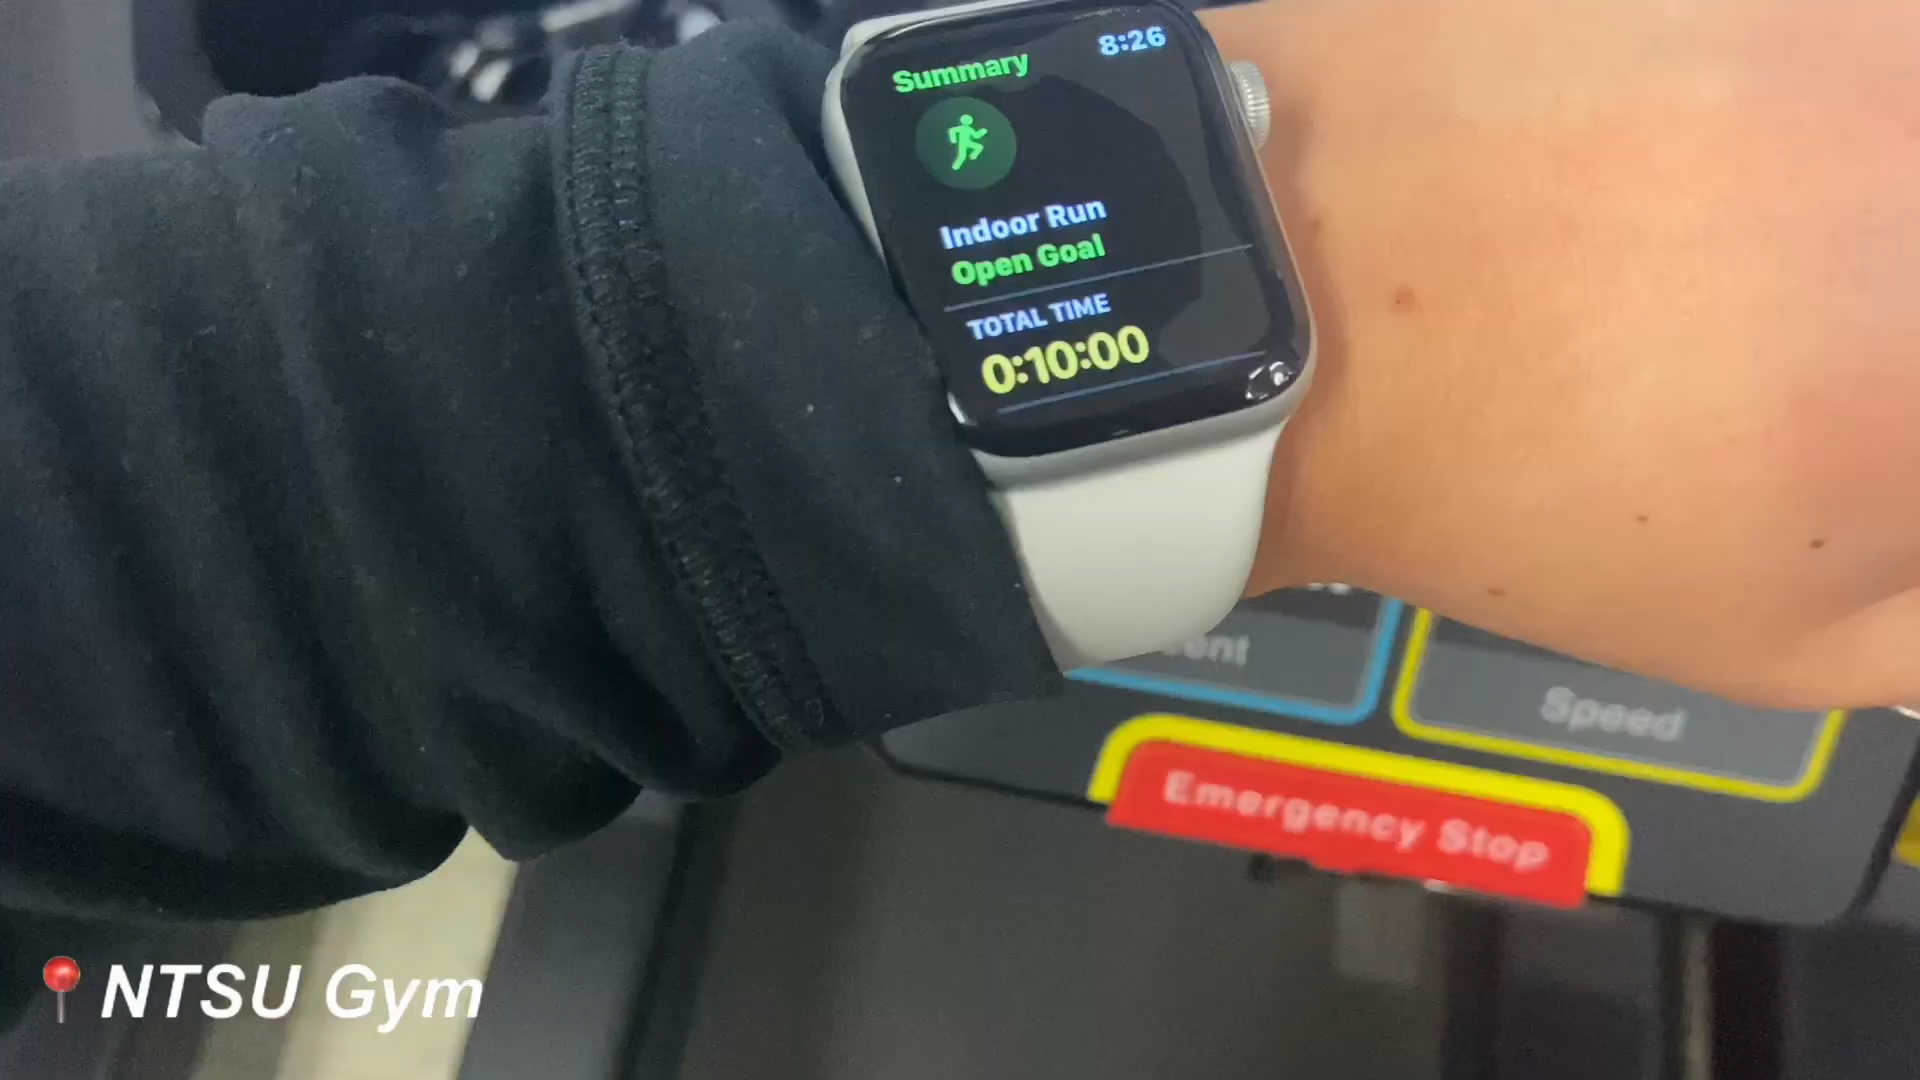 8:26
Summary
Indoor Run
Open Goal
TOTAL TIME
0:10:00
Speed
Emergency Stop
NTSU Gym